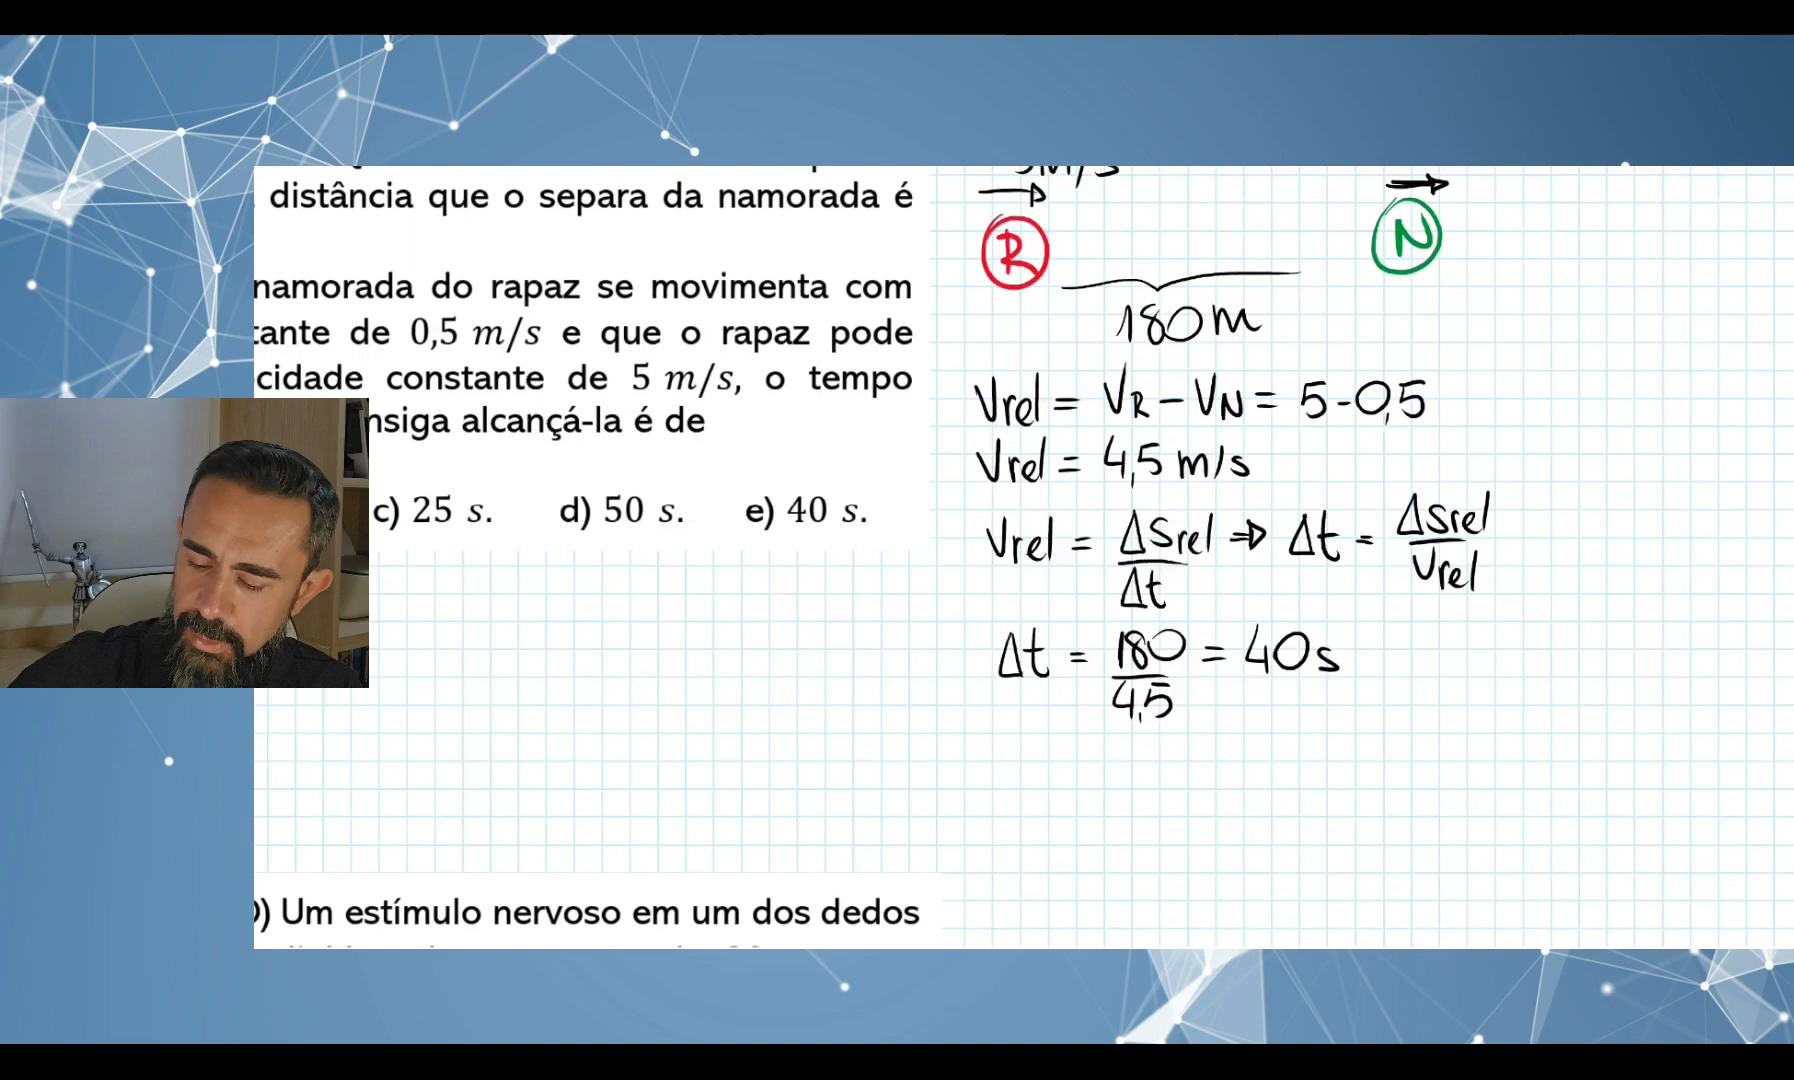 distância que o separa da namorada é
namorada do rapaz se movimenta com
tante de 0,5 m/s e que o rapaz pode
cidade constante de 5 m/s, o tempo
nsiga alcançá-la é de
c) 25 s. d) 50 s. e) 40 s.
) Um estímulo nervoso em um dos dedos
m/s
R
N
180 m
Vrel = VR - VN = 5 - 0,5
Vrel = 4,5 m/s
Vrel = ΔSrel/Δt ⇒ Δt = ΔSrel/Vrel
Δt = 180/4,5 = 40 s